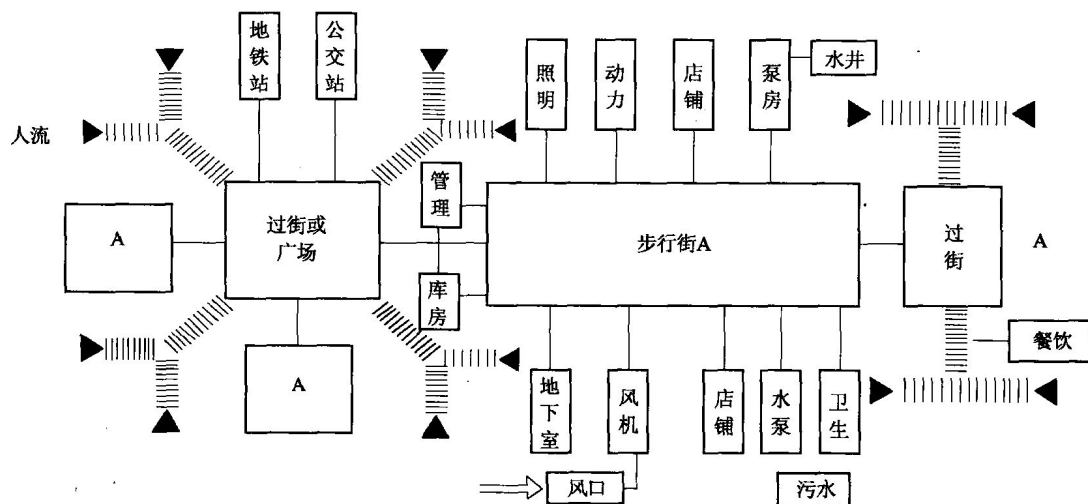 地铁站
公交站
照明
动力
店铺
泵房
水井
人流
管理
过街或
广场
A
步行街A
过街
A
库房
餐饮
A
地下室
风机
店铺
水泵
卫生
风口
污水